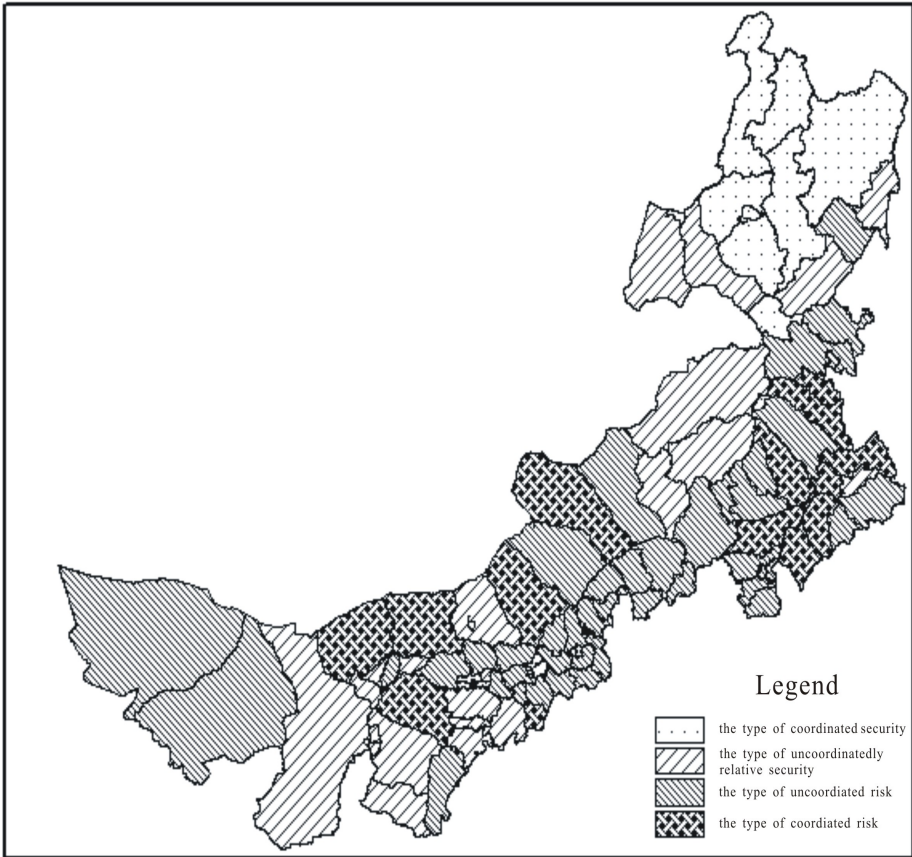 Legend
the type of coordinated security
the type of uncoordinatedly
relative security
the type of uncoordiated risk
the type of coordiated risk